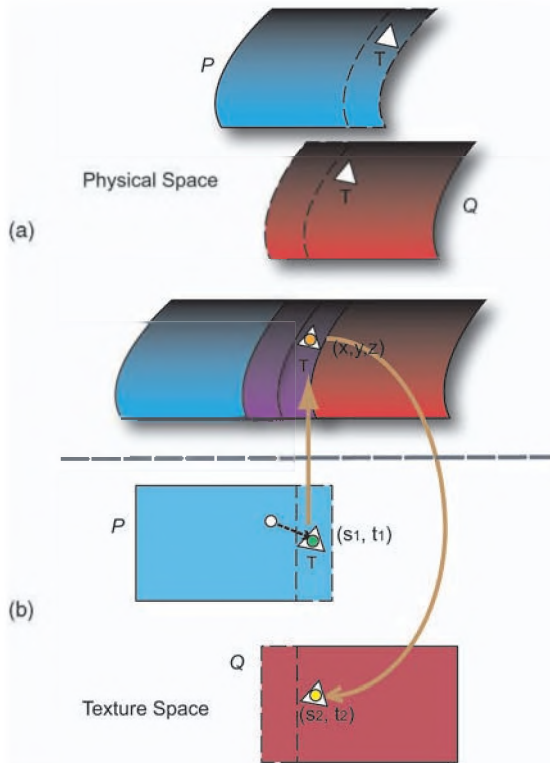 P
T
Physical Space
T
Q
(a)
(x,y,z)
T
P
(s1, t1)
T
(b)
Q
(s2, t2)
Texture Space